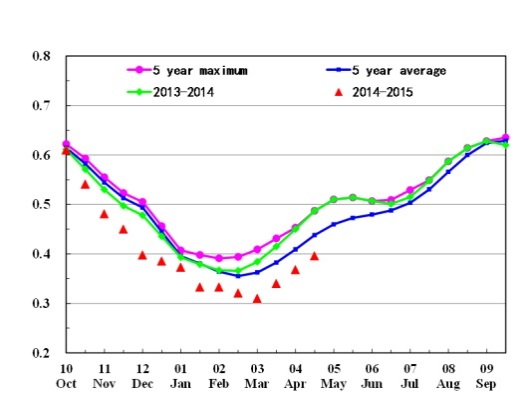 0.8
5 year maximum 5 year average
2013-2014 2014-2015
0.7
0.6
0.5
0.4
0.3
0.2
10 11 12 01 02 03 04 05 06 07 08 09
Oct Nov Dec Jan Feb Mar Apr May Jun Jul Aug Sep